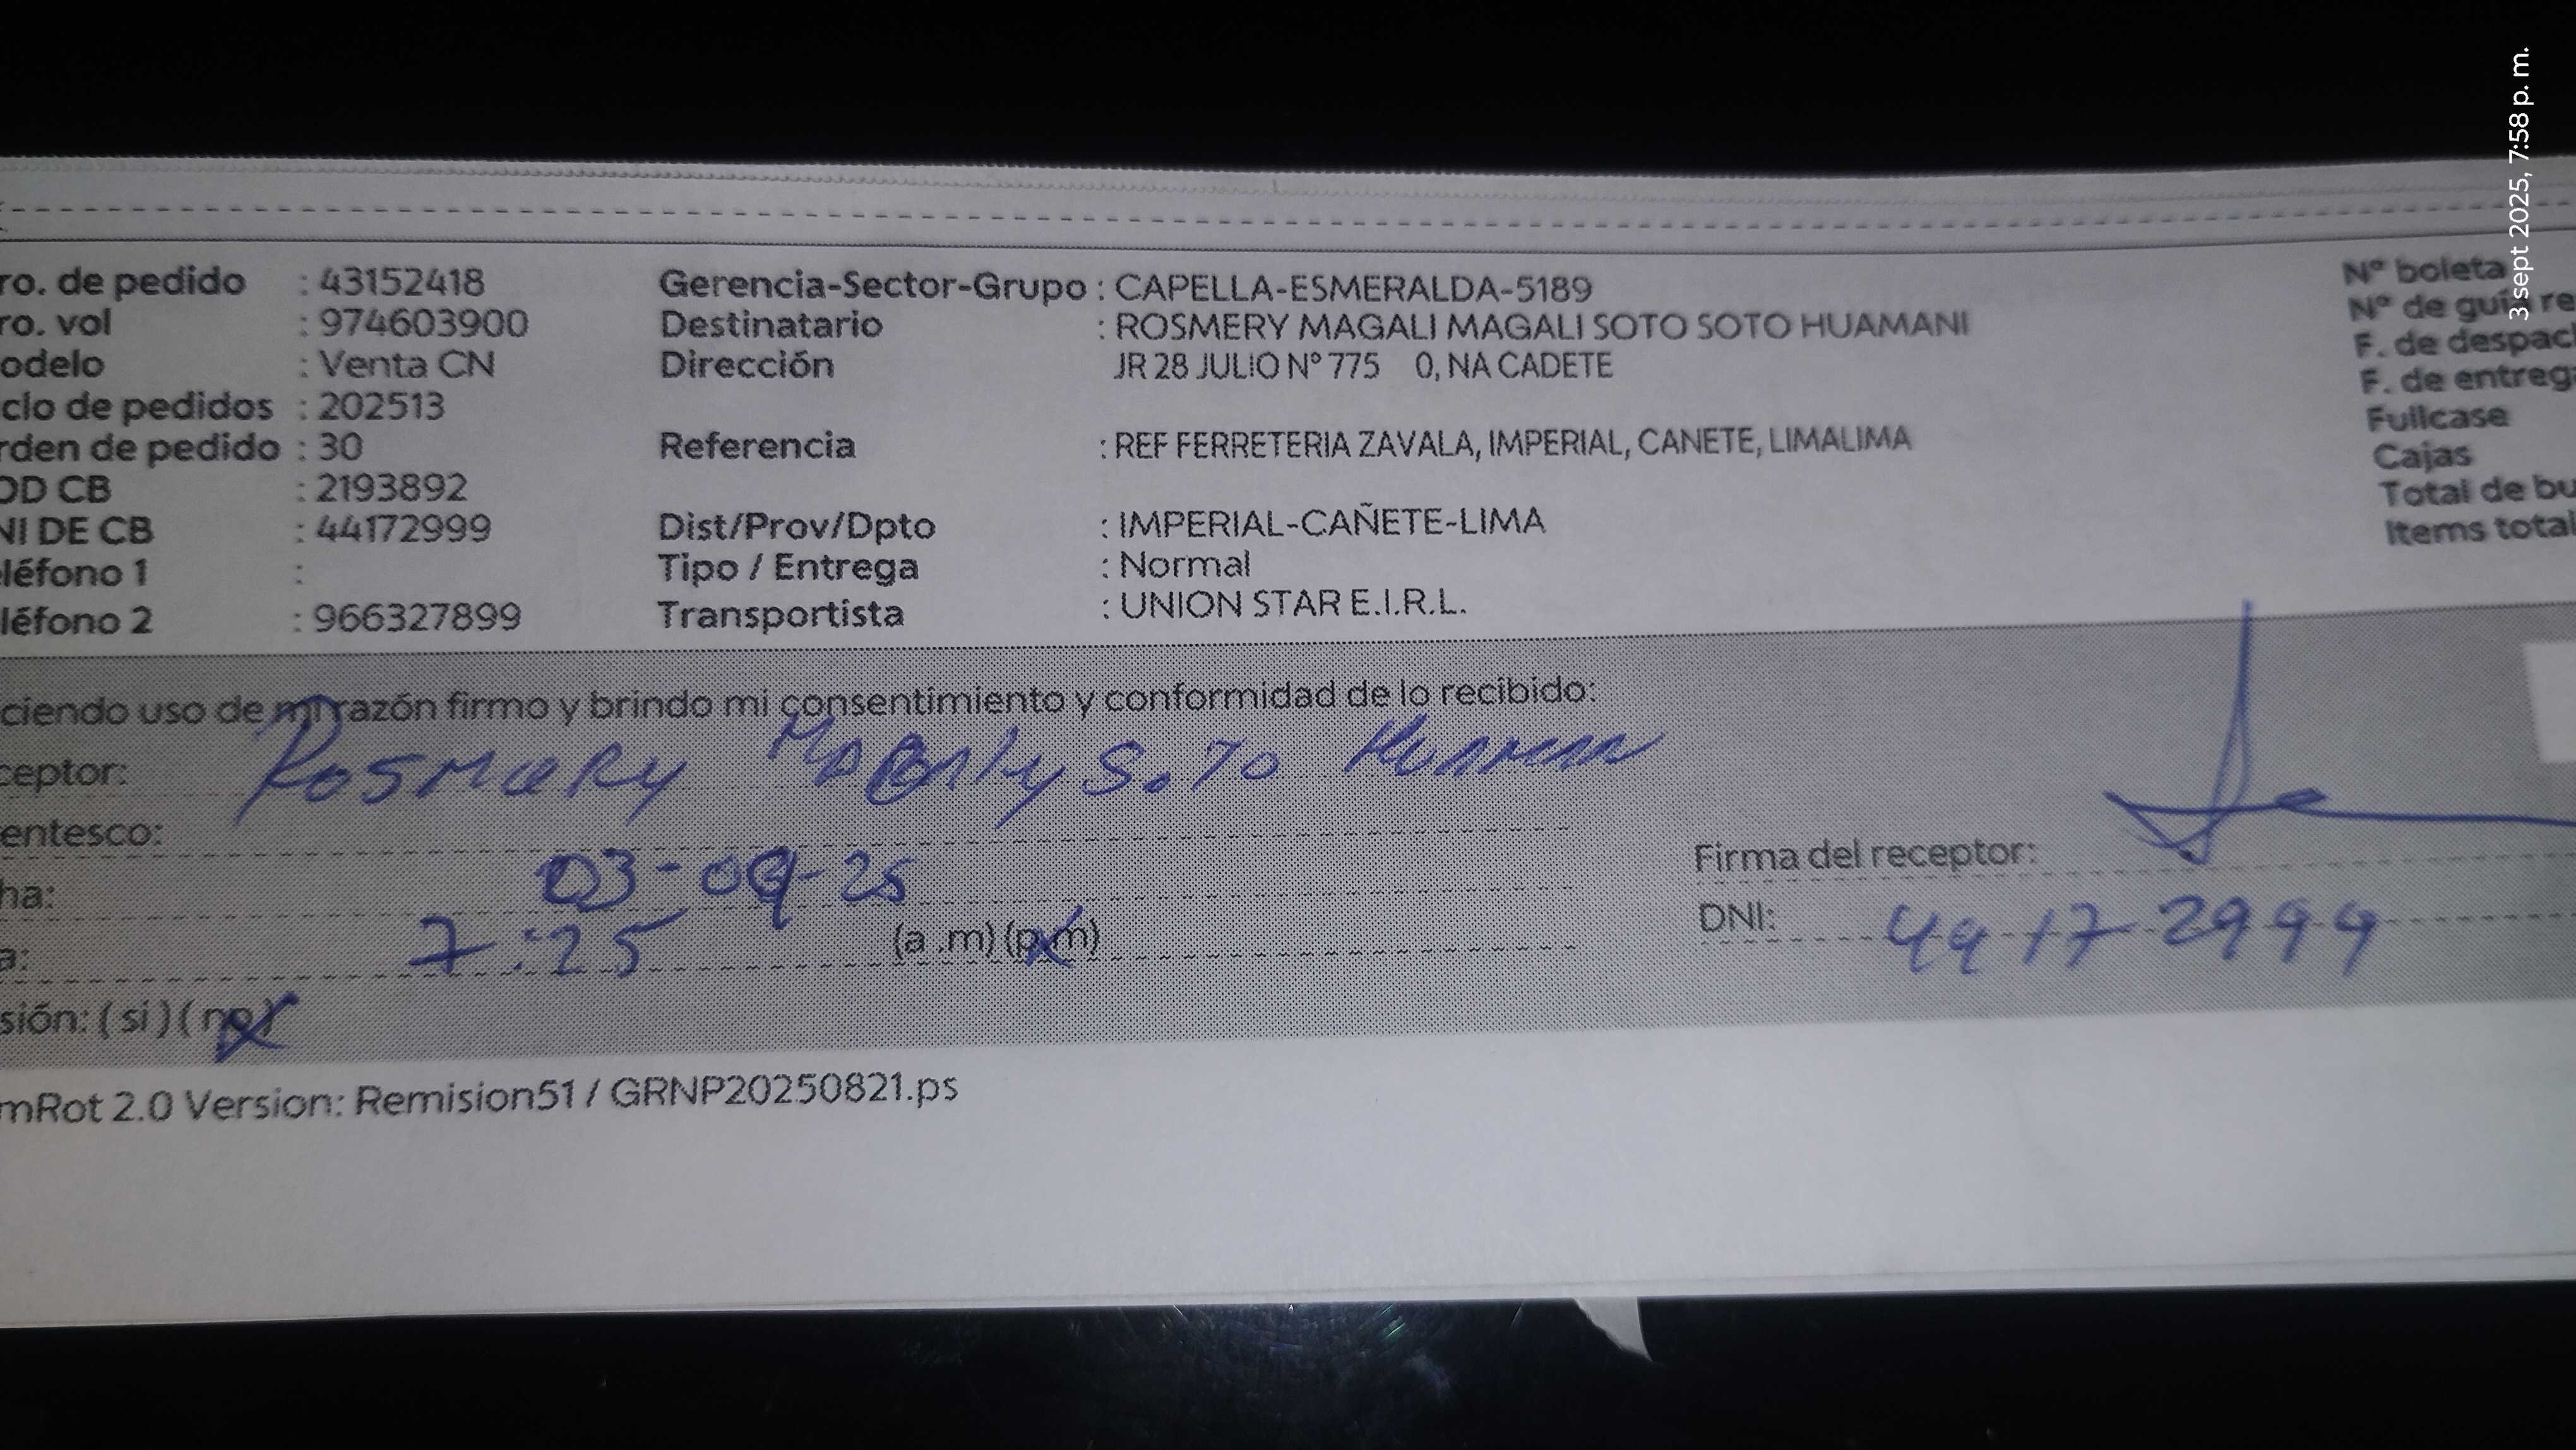 ro. de pedido : 43152418 Gerencia-Sector-Grupo : CAPELLA-ESMERALDA-5189 N° boleta
ro. vol : 974603900 Destinatario : ROSMERY MAGALI MAGALI SOTO SOTO HUAMANI N° de guía re
odelo : Venta CN Dirección JR 28 JULIO N° 775 0, NA CADETE F. de despac
clo de pedidos : 202513 F. de entrega
rden de pedido : 30 Referencia : REF FERRETERIA ZAVALA, IMPERIAL, CANETE, LIMALIMA Fullcase
OD CB : 2193892 Cajas
NI DE CB : 44172999 Dist/Prov/Dpto : IMPERIAL-CAÑETE-LIMA Total de bu
léfono 1 : Tipo / Entrega : Normal Items total
léfono 2 : 966327899 Transportista : UNION STAR E.I.R.L.
ciendo uso de mi razón firmo y brindo mi consentimiento y conformidad de lo recibido:
ceptor: Rosmery Magaly Soto
entesco:
ha: 03-09-25 Firma del receptor:
a: 7:25 (a .m) (p.m) DNI: 44172999
sión: ( si ) ( no )
mRot 2.0 Version: Remision51 / GRNP20250821.ps
3 sept 2025, 7:58 p. m.